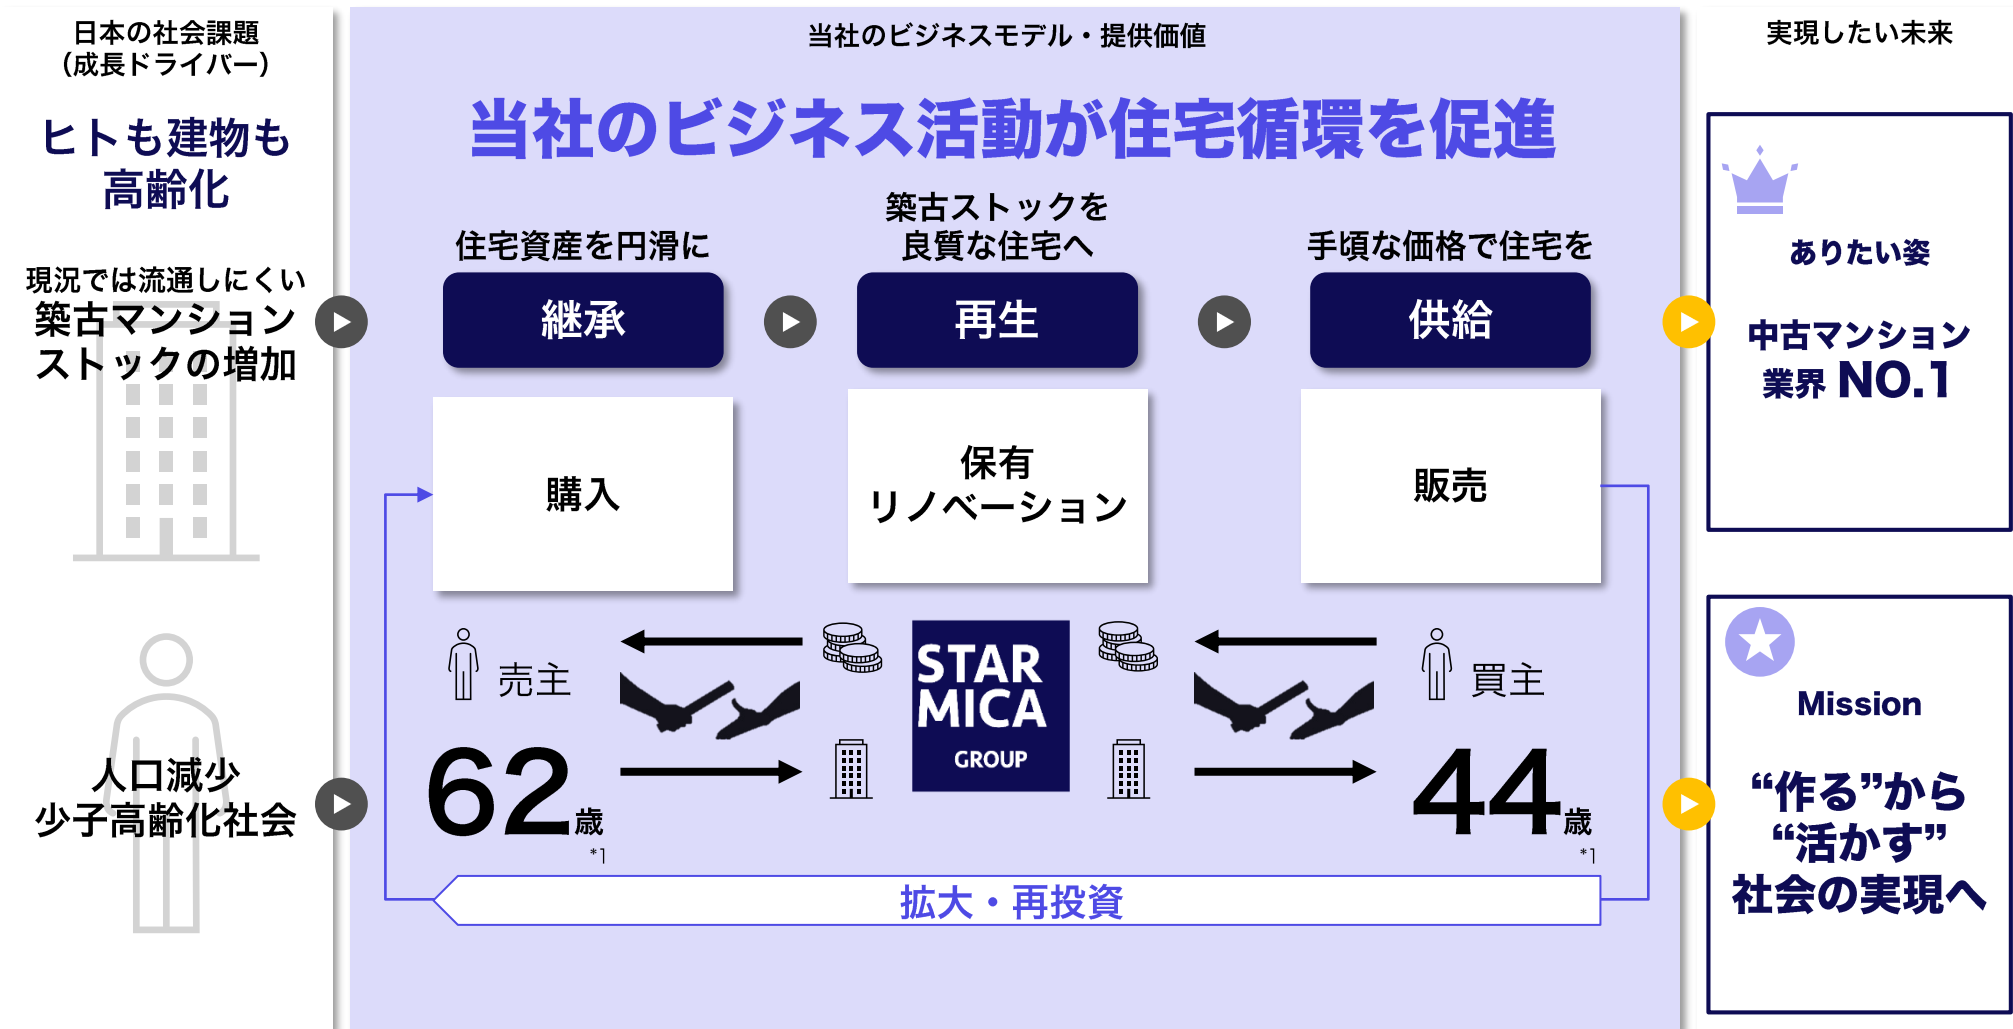 日本の社会課題
（成長ドライバー）
ヒトも建物も
高齢化
現況では流通しにくい
築古マンション
ストックの増加
人口減少
少子高齢化社会
当社のビジネスモデル・提供価値
当社のビジネス活動が住宅循環を促進
住宅資産を円滑に
継承
購入
築古ストックを
良質な住宅へ
再生
保有
リノベーション
手頃な価格で住宅を
供給
販売
売主
62歳
*1
STAR
MICA
GROUP
買主
44歳
*1
拡大・再投資
実現したい未来
ありたい姿
中古マンション
業界 NO.1
Mission
“作る”から
“活かす”
社会の実現へ